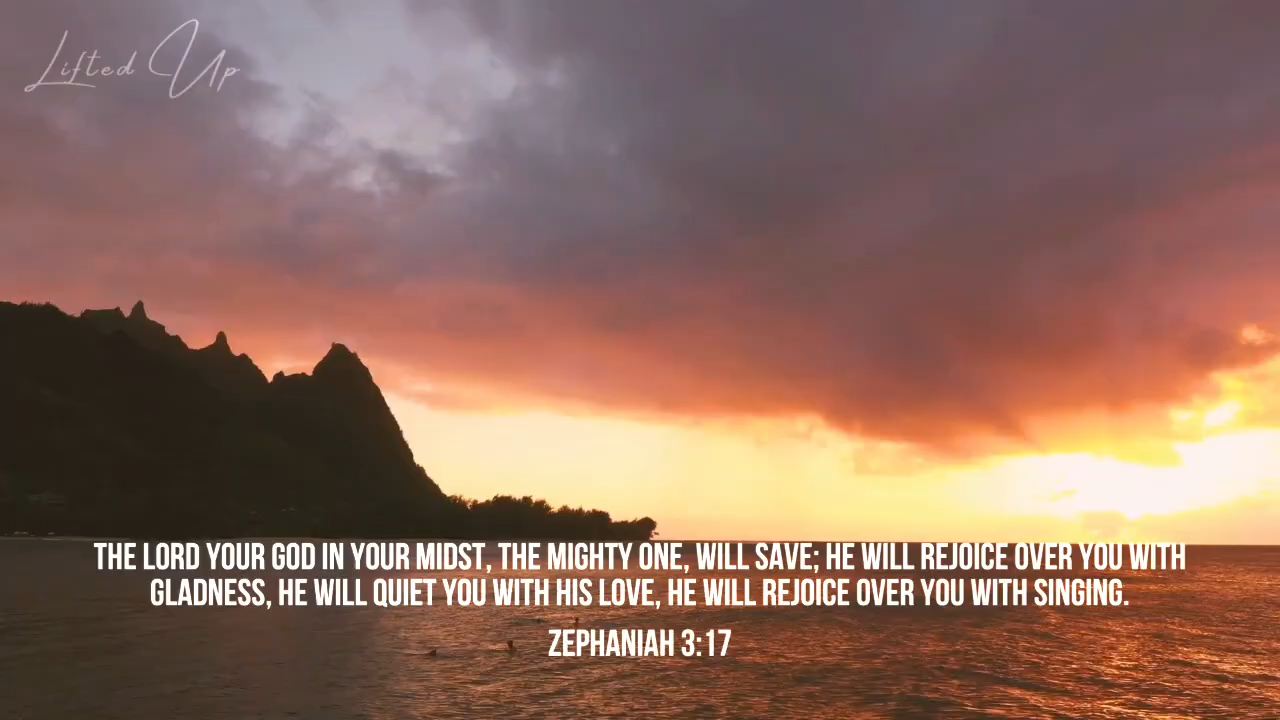 Lifted Up
THE LORD YOUR GOD IN YOUR MIDST, THE MIGHTY ONE, WILL SAVE; HE WILL REJOICE OVER YOU WITH
GLADNESS, HE WILL QUIET YOU WITH HIS LOVE, HE WILL REJOICE OVER YOU WITH SINGING.
ZEPHANIAH 3:17